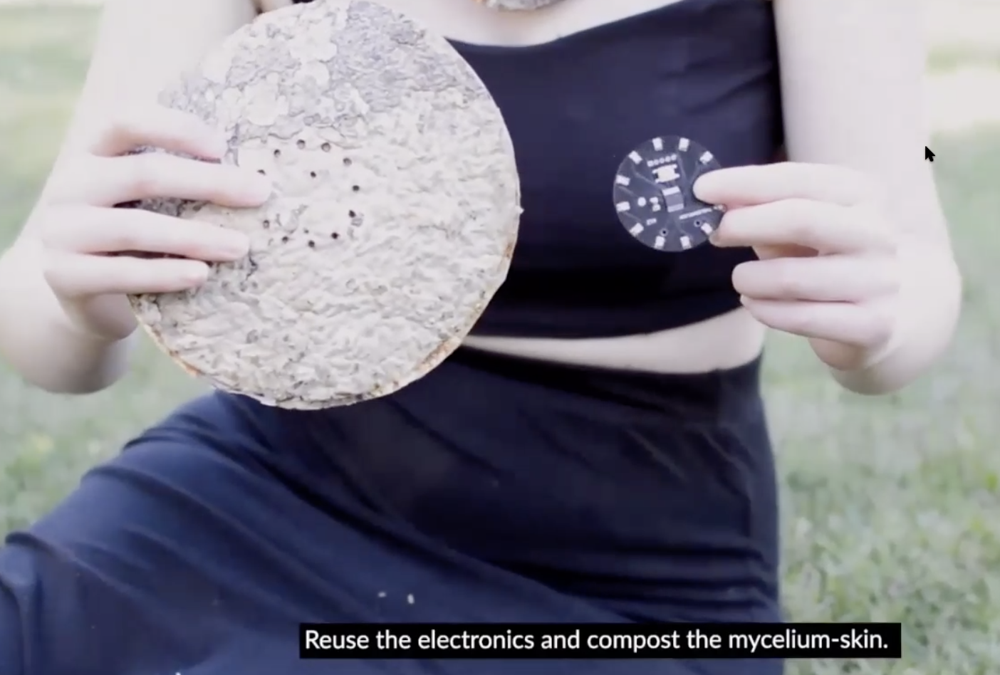 Reuse the electronics and compost the mycelium-skin.